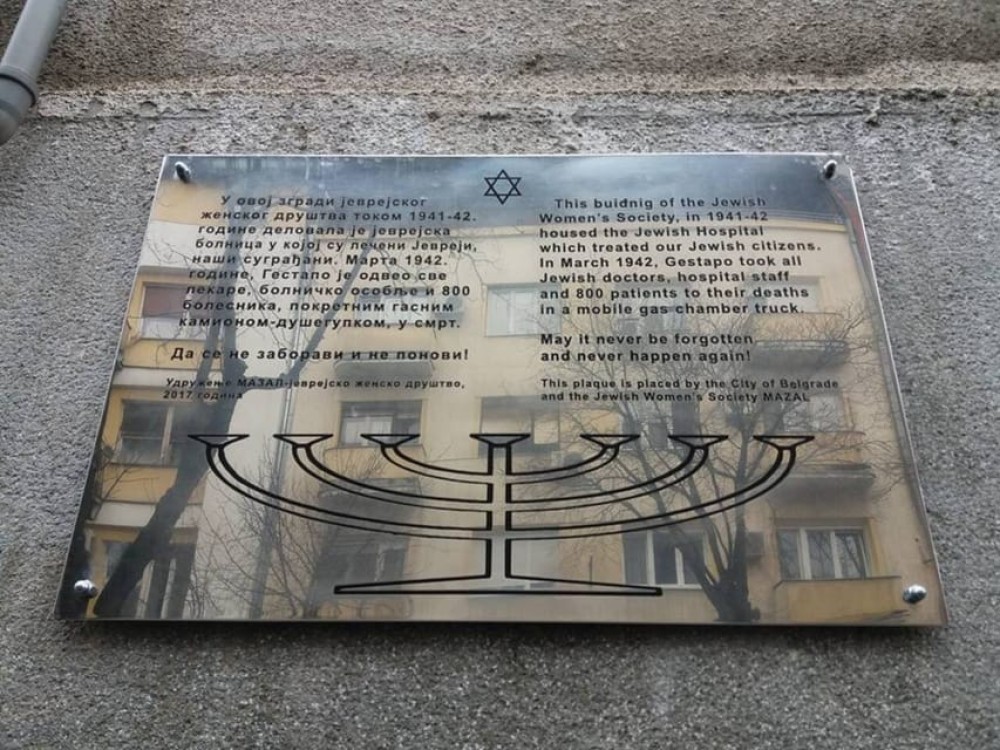 У овој згради јеврејског
женског друштва током 1941-42.
године деловала је јеврејска
болница у којој су лечени Јевреји,
наши суграђани. Марта 1942.
године, Гестапо је одвео све
лекаре, болничко особље и 800
болесника, покретним гасним
камионом-душегупком, у смрт.
Да се не заборави и не понови!
Удружење МАЗАЛ-јеврејско женско друштво,
2017 година
This buidnig of the Jewish
Women's Society, in 1941-42
housed the Jewish Hospital
which treated our Jewish citizens.
In March 1942, Gestapo took all
Jewish doctors, hospital staff
and 800 patients to their deaths
in a mobile gas chamber truck.
May it never be forgotten
and never happen again!
This plaque is placed by the City of Belgrade
and the Jewish Women's Society MAZAL